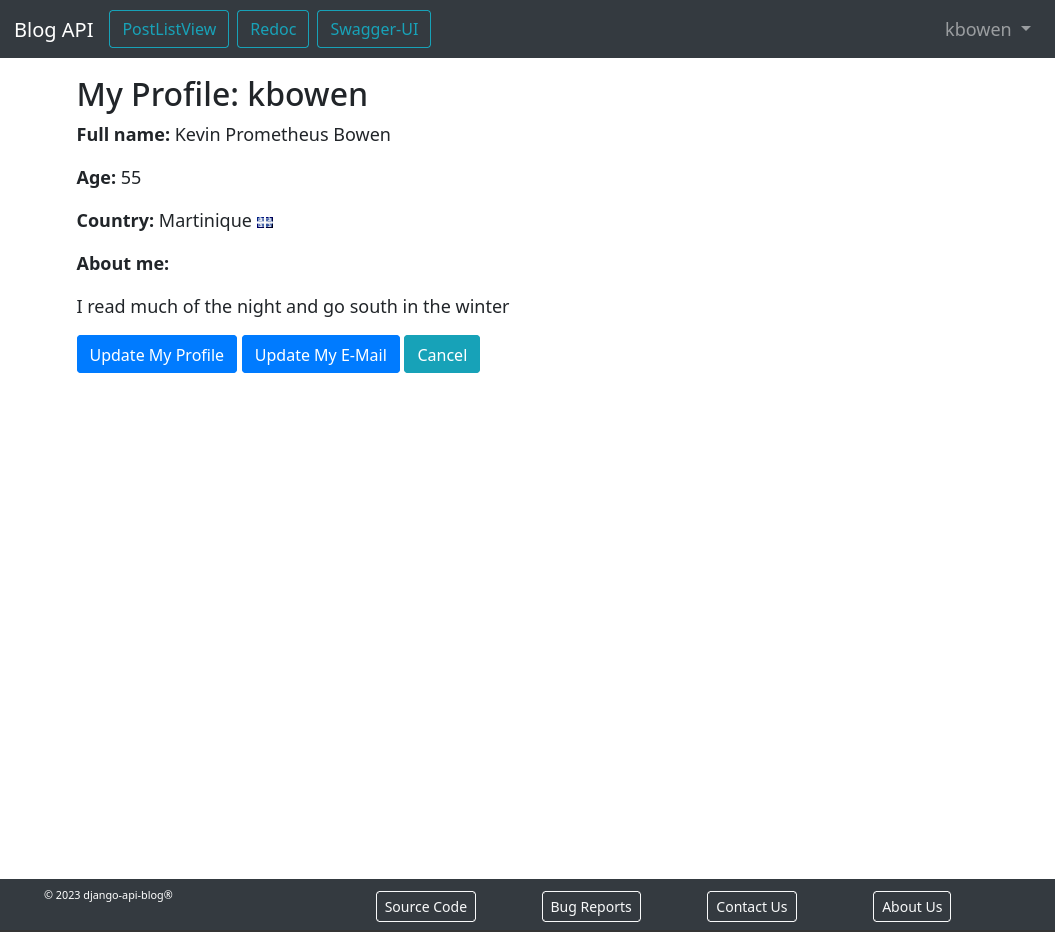 Blog API PostListView Redoc Swagger-UI kbowen
My Profile: kbowen
Full name: Kevin Prometheus Bowen
Age: 55
Country: Martinique
About me:
I read much of the night and go south in the winter
Update My Profile Update My E-Mail Cancel
© 2023 django-api-blog® Source Code Bug Reports Contact Us About Us